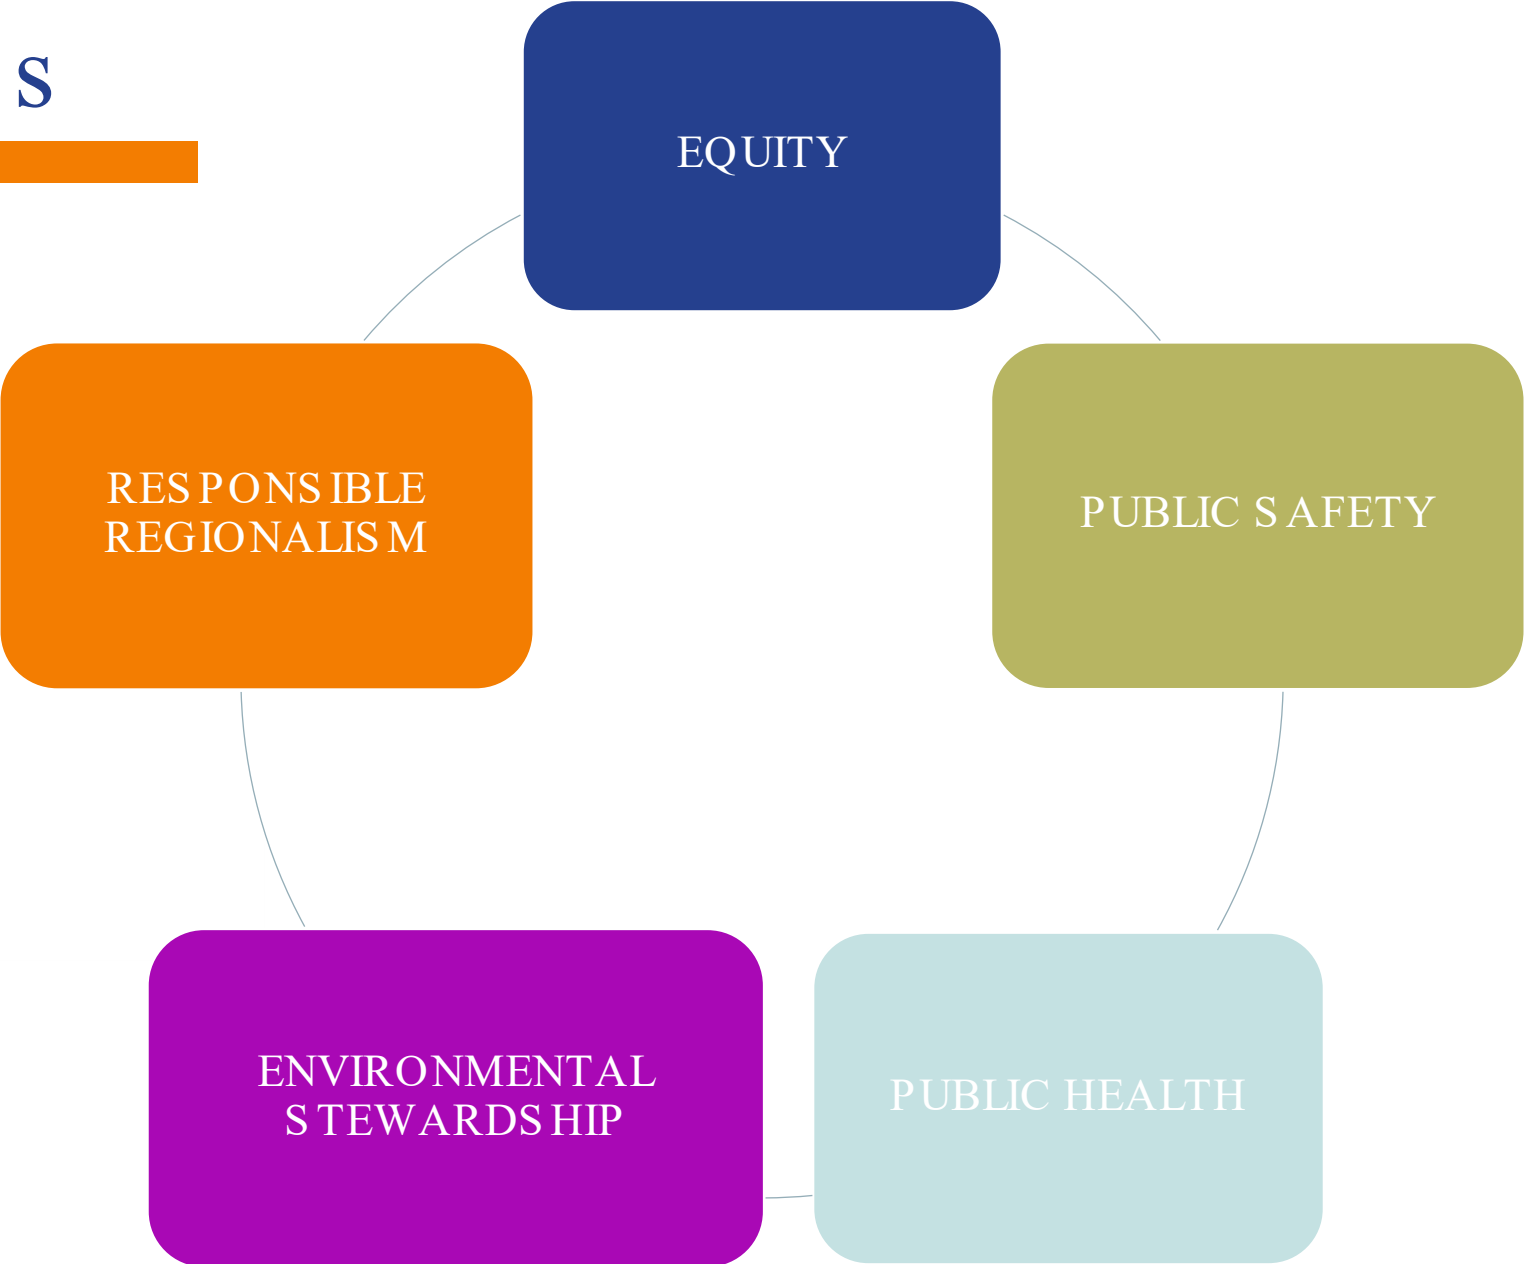 S
EQUITY
RESPONSIBLE
REGIONALISM
PUBLIC SAFETY
ENVIRONMENTAL
STEWARDSHIP
PUBLIC HEALTH